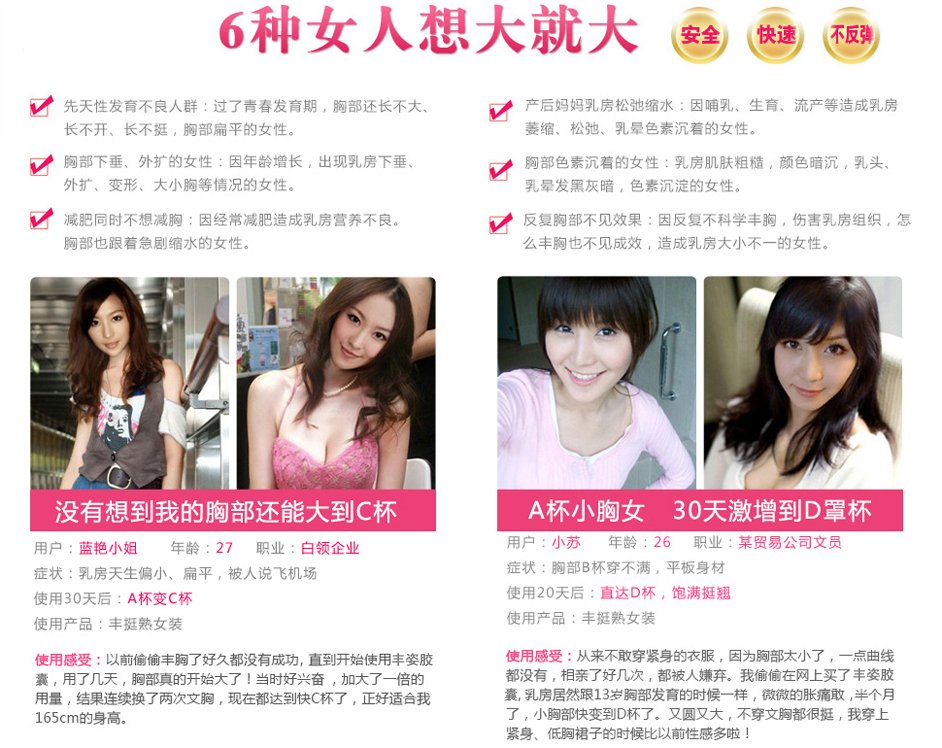 6种女人想大就大
安全
快速
不反弹
先天性发育不良人群：过了青春发育期，胸部还长不大、
长不开、长不挺，胸部扁平的女性。
胸部下垂、外扩的女性：因年龄增长，出现乳房下垂、
外扩、变形、大小胸等情况的女性。
减肥同时不想减胸：因经常减肥造成乳房营养不良。
胸部也跟着急剧缩水的女性。
产后妈妈乳房松弛缩水：因哺乳、生育、流产等造成乳房
萎缩、松弛、乳晕色素沉着的女性。
胸部色素沉着的女性：乳房肌肤粗糙，颜色暗沉，乳头、
乳晕发黑灰暗，色素沉淀的女性。
反复胸部不见效果：因反复不科学丰胸，伤害乳房组织，怎
么丰胸也不见成效，造成乳房大小不一的女性。
没有想到我的胸部还能大到C杯
用户：蓝艳小姐 年龄：27 职业：白领企业
症状：乳房天生偏小、扁平，被人说飞机场
使用30天后：A杯变C杯
使用产品：丰挺熟女装
使用感受：以前偷偷丰胸了好久都没有成功, 直到开始使用丰姿胶
囊，用了几天，胸部真的开始大了！当时好兴奋 ，加大了一倍的
用量，结果连续换了两次文胸，现在都达到快C杯了，正好适合我
165cm的身高。
A杯小胸女 30天激增到D罩杯
用户：小苏 年龄：26 职业：某贸易公司文员
症状：胸部B杯穿不满，平板身材
使用20天后：直达D杯，饱满挺翘
使用产品：丰挺熟女装
使用感受：从来不敢穿紧身的衣服，因为胸部太小了，一点曲线
都没有，相亲了好几次，都被人嫌弃。我偷偷在网上买了丰姿胶
囊, 乳房居然跟13岁胸部发育的时候一样，微微的胀痛敢 ,半个月
了，小胸部快变到D杯了。又圆又大，不穿文胸都很挺，我穿上
紧身、低胸裙子的时候比以前性感多啦！